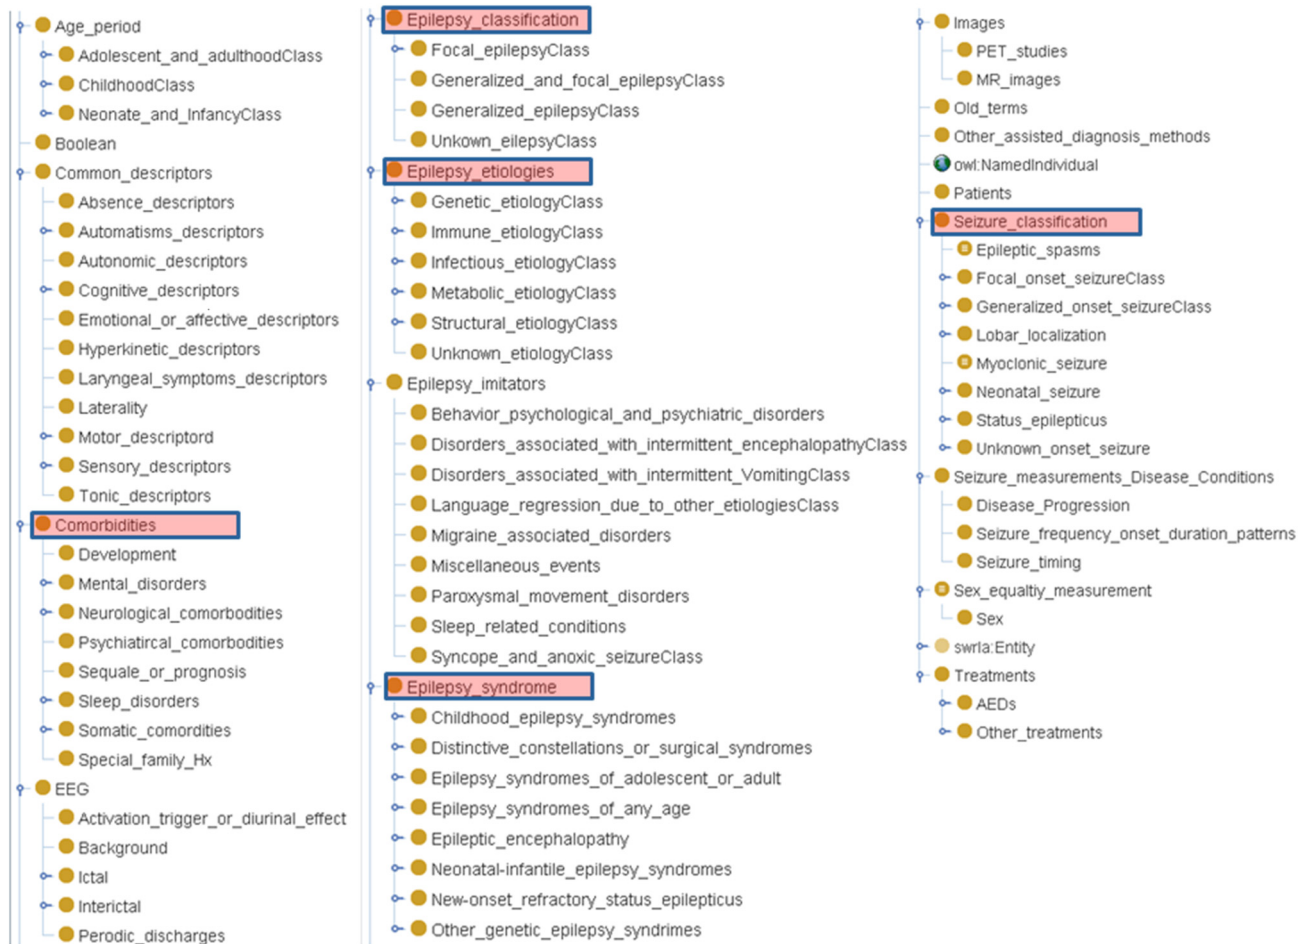 Age_period
Adolescent_and_adulthoodClass
ChildhoodClass
Neonate_and_InfancyClass
Boolean
Common_descriptors
Absence_descriptors
Automatisms_descriptors
Autonomic_descriptors
Cognitive_descriptors
Emotional_or_affective_descriptors
Hyperkinetic_descriptors
Laryngeal_symptoms_descriptors
Laterality
Motor_descriptord
Sensory_descriptors
Tonic_descriptors
Comorbidities
Development
Mental_disorders
Neurological_comorbodities
Psychiatircal_comorbodities
Sequale_or_prognosis
Sleep_disorders
Somatic_comordities
Special_family_Hx
EEG
Activation_trigger_or_diurinal_effect
Background
Ictal
Interictal
Perodic_discharges
Epilepsy_classification
Focal_epilepsyClass
Generalized_and_focal_epilepsyClass
Generalized_epilepsyClass
Unkown_eilepsyClass
Epilepsy_etiologies
Genetic_etiologyClass
Immune_etiologyClass
Infectious_etiologyClass
Metabolic_etiologyClass
Structural_etiologyClass
Unknown_etiologyClass
Epilepsy_imitators
Behavior_psychological_and_psychiatric_disorders
Disorders_associated_with_intermittent_encephalopathyClass
Disorders_associated_with_intermittent_VomitingClass
Language_regression_due_to_other_etiologiesClass
Migraine_associated_disorders
Miscellaneous_events
Paroxysmal_movement_disorders
Sleep_related_conditions
Syncope_and_anoxic_seizureClass
Epilepsy_syndrome
Childhood_epilepsy_syndromes
Distinctive_constellations_or_surgical_syndromes
Epilepsy_syndromes_of_adolescent_or_adult
Epilepsy_syndromes_of_any_age
Epileptic_encephalopathy
Neonatal-infantile_epilepsy_syndromes
New-onset_refractory_status_epilepticus
Other_genetic_epilepsy_syndrimes
Images
PET_studies
MR_images
Old_terms
Other_assisted_diagnosis_methods
owl:NamedIndividual
Patients
Seizure_classification
Epileptic_spasms
Focal_onset_seizureClass
Generalized_onset_seizureClass
Lobar_localization
Myoclonic_seizure
Neonatal_seizure
Status_epilepticus
Unknown_onset_seizure
Seizure_measurements_Disease_Conditions
Disease_Progression
Seizure_frequency_onset_duration_patterns
Seizure_timing
Sex_equaltiy_measurement
Sex
swrla:Entity
Treatments
AEDs
Other_treatments